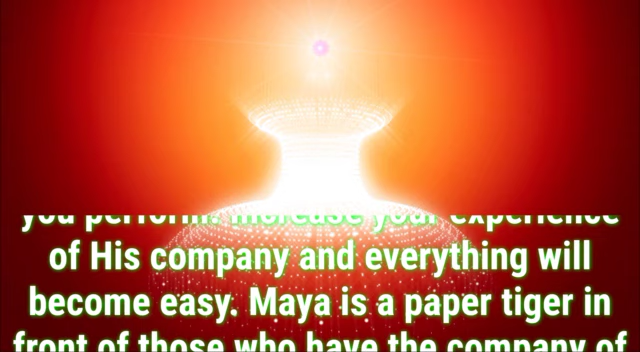 you perform. Increase your experience
of His company and everything will
become easy. Maya is a paper tiger in
front of those who have the company of